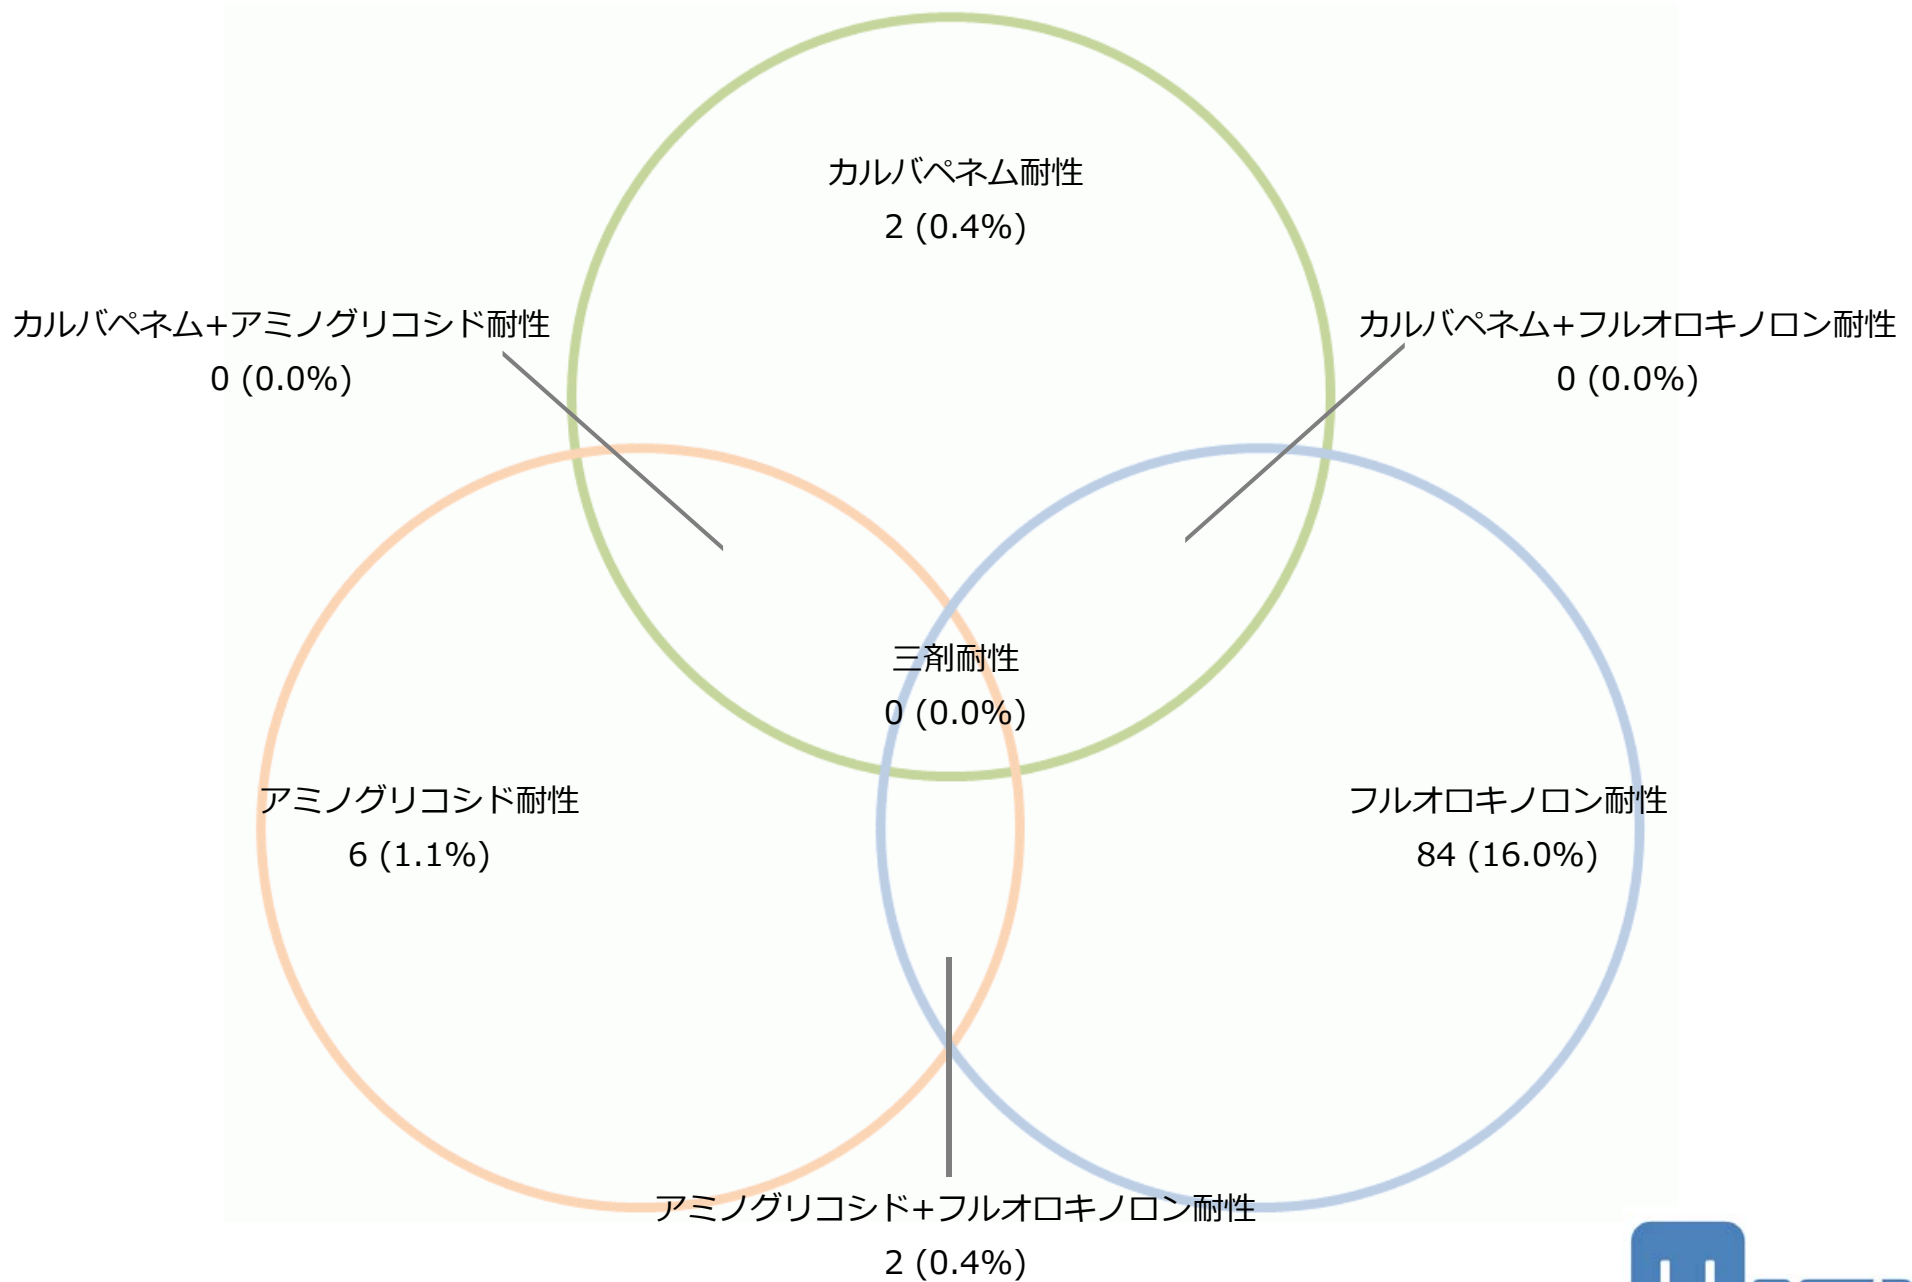 カルバペネム耐性
2 (0.4%)
カルバペネム+アミノグリコシド耐性
0 (0.0%)
カルバペネム+フルオロキノロン耐性
0 (0.0%)
三剤耐性
0 (0.0%)
アミノグリコシド耐性
6 (1.1%)
フルオロキノロン耐性
84 (16.0%)
アミノグリコシド+フルオロキノロン耐性
2 (0.4%)